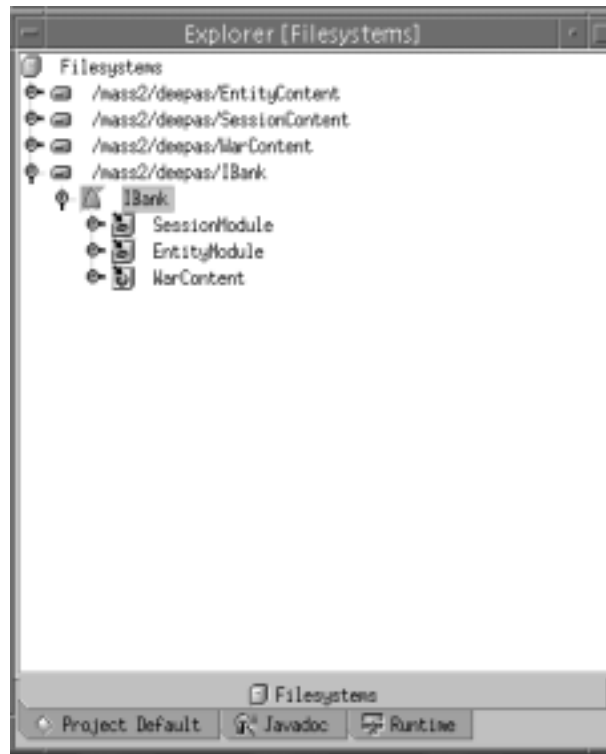 Explorer [Filesystems]
Filesystems
/mass2/deepas/EntityContent
/mass2/deepas/SessionContent
/mass2/deepas/WarContent
/mass2/deepas/IBank
IBank
SessionModule
EntityModule
WarContent
Filesystems
Project Default Javadoc Runtime